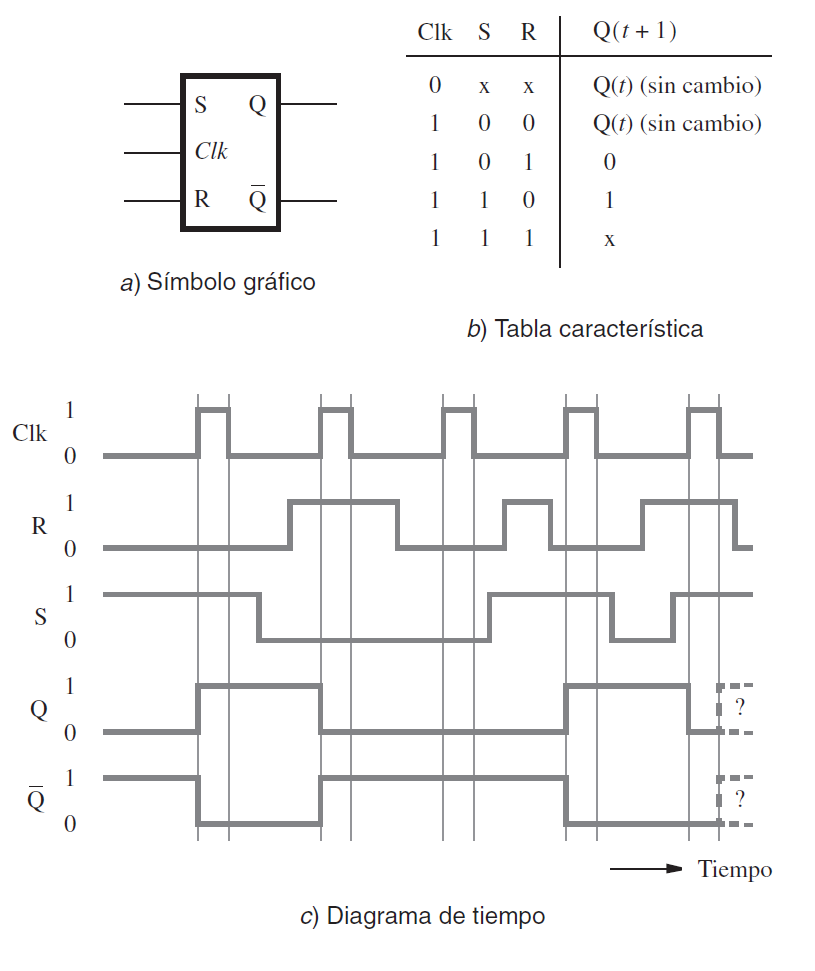 S Q
Clk
R Q̅
a) Símbolo gráfico
Clk S R Q(t + 1)
0 x x Q(t) (sin cambio)
1 0 0 Q(t) (sin cambio)
1 0 1 0
1 1 0 1
1 1 1 x
b) Tabla característica
1
Clk
0
1
R
0
1
S
0
1
Q ?
0
1
Q̅ ?
0
Tiempo
c) Diagrama de tiempo